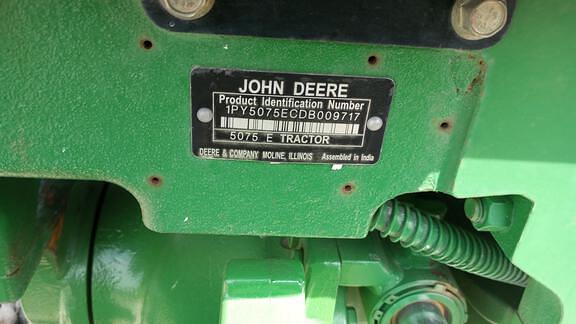 JOHN DEERE
Product Identification Number
1PY5075ECDB009717
5075 E TRACTOR
DEERE & COMPANY MOLINE, ILLINOIS Assembled in India